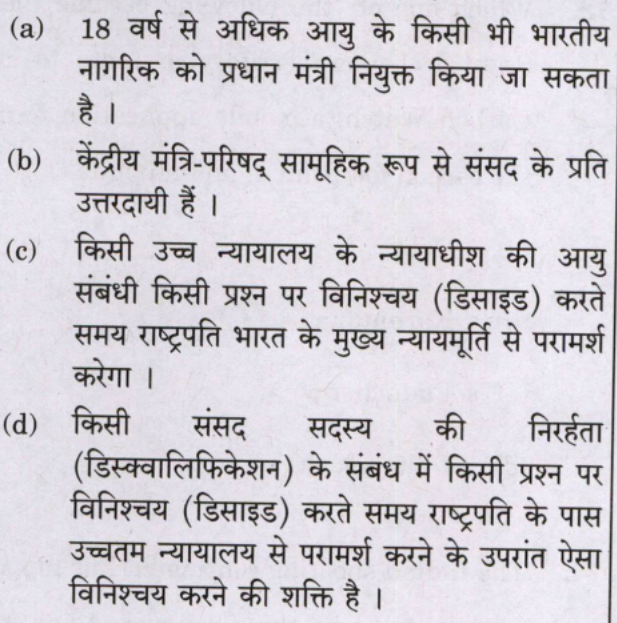 (a) 18 वर्ष से अधिक आयु के किसी भी भारतीय
नागरिक को प्रधान मंत्री नियुक्त किया जा सकता
है ।
(b) केंद्रीय मंत्रि-परिषद् सामूहिक रूप से संसद के प्रति
उत्तरदायी हैं ।
(c) किसी उच्च न्यायालय के न्यायाधीश की आयु
संबंधी किसी प्रश्न पर विनिश्चय (डिसाइड) करते
समय राष्ट्रपति भारत के मुख्य न्यायमूर्ति से परामर्श
करेगा ।
(d) किसी संसद सदस्य की निरर्हता
(डिस्क्वालिफिकेशन) के संबंध में किसी प्रश्न पर
विनिश्चय (डिसाइड) करते समय राष्ट्रपति के पास
उच्चतम न्यायालय से परामर्श करने के उपरांत ऐसा
विनिश्चय करने की शक्ति है ।